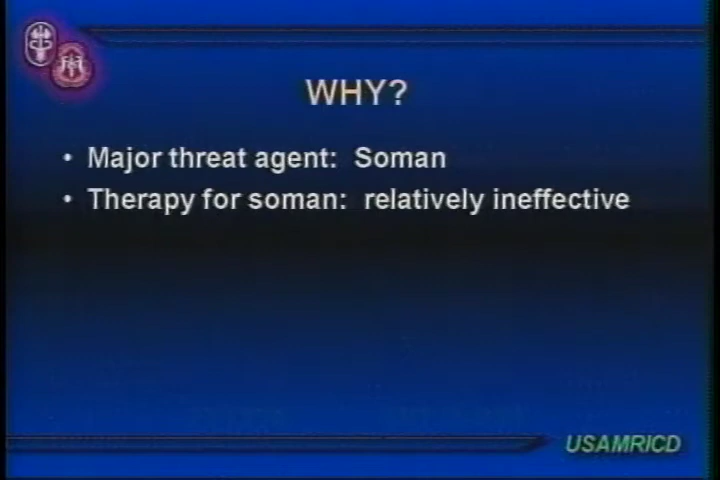 WHY?
• Major threat agent: Soman
• Therapy for soman: relatively ineffective
USAMRICD